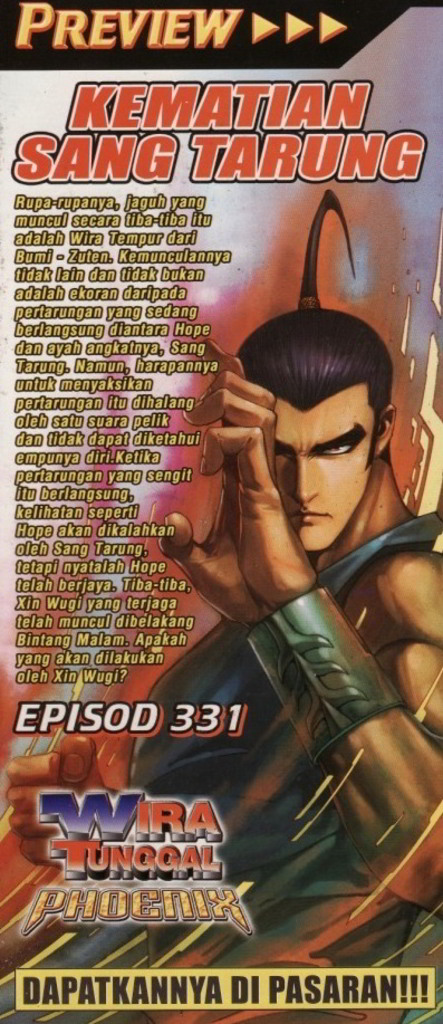 PREVIEW
KEMATIAN
SANG TARUNG
Rupa-rupanya, jaguh yang
muncul secara tiba-tiba itu
adalah Wira Tempur dari
Bumi - Zuten. Kemunculannya
tidak lain dan tidak bukan
adalah ekoran daripada
pertarungan yang sedang
berlangsung diantara Hope
dan ayah angkatnya, Sang
Tarung. Namun, harapannya
untuk menyaksikan
pertarungan itu dihalang
oleh satu suara pelik
dan tidak dapat diketahui
empunya diri.Ketika
pertarungan yang sengit
itu berlangsung,
kelihatan seperti
Hope akan dikalahkan
oleh Sang Tarung,
tetapi nyatalah Hope
telah berjaya. Tiba-tiba,
Xin Wugi yang terjaga
telah muncul dibelakang
Bintang Malam. Apakah
yang akan dilakukan
oleh Xin Wugi?
EPISOD 331
WIRA
TUNGGAL
PHOENIX
DAPATKANNYA DI PASARAN!!!